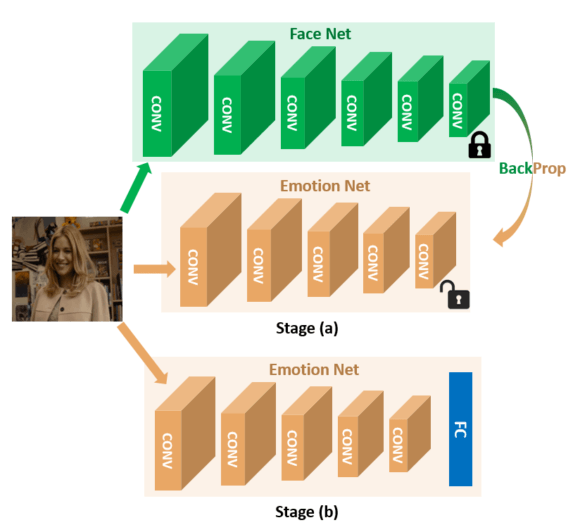 Face Net
CONV
CONV
CONV
CONV
CONV
CONV
BackProp
Emotion Net
CONV
CONV
CONV
CONV
CONV
Stage (a)
Emotion Net
CONV
CONV
CONV
CONV
CONV
FC
Stage (b)